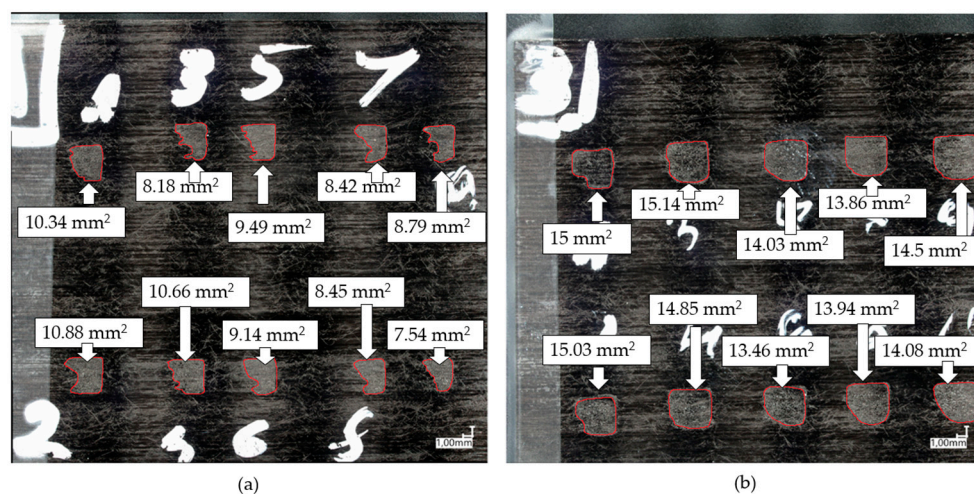 1 3 5 7
8.18 mm²
8.42 mm²
10.34 mm²
9.49 mm²
8.79 mm²
10.66 mm²
8.45 mm²
10.88 mm²
9.14 mm²
7.54 mm²
2 6
1,00mm
(a)
31
15.14 mm²
13.86 mm²
15 mm²
14.03 mm²
14.5 mm²
14.85 mm²
13.94 mm²
15.03 mm²
13.46 mm²
14.08 mm²
1,00mm
(b)